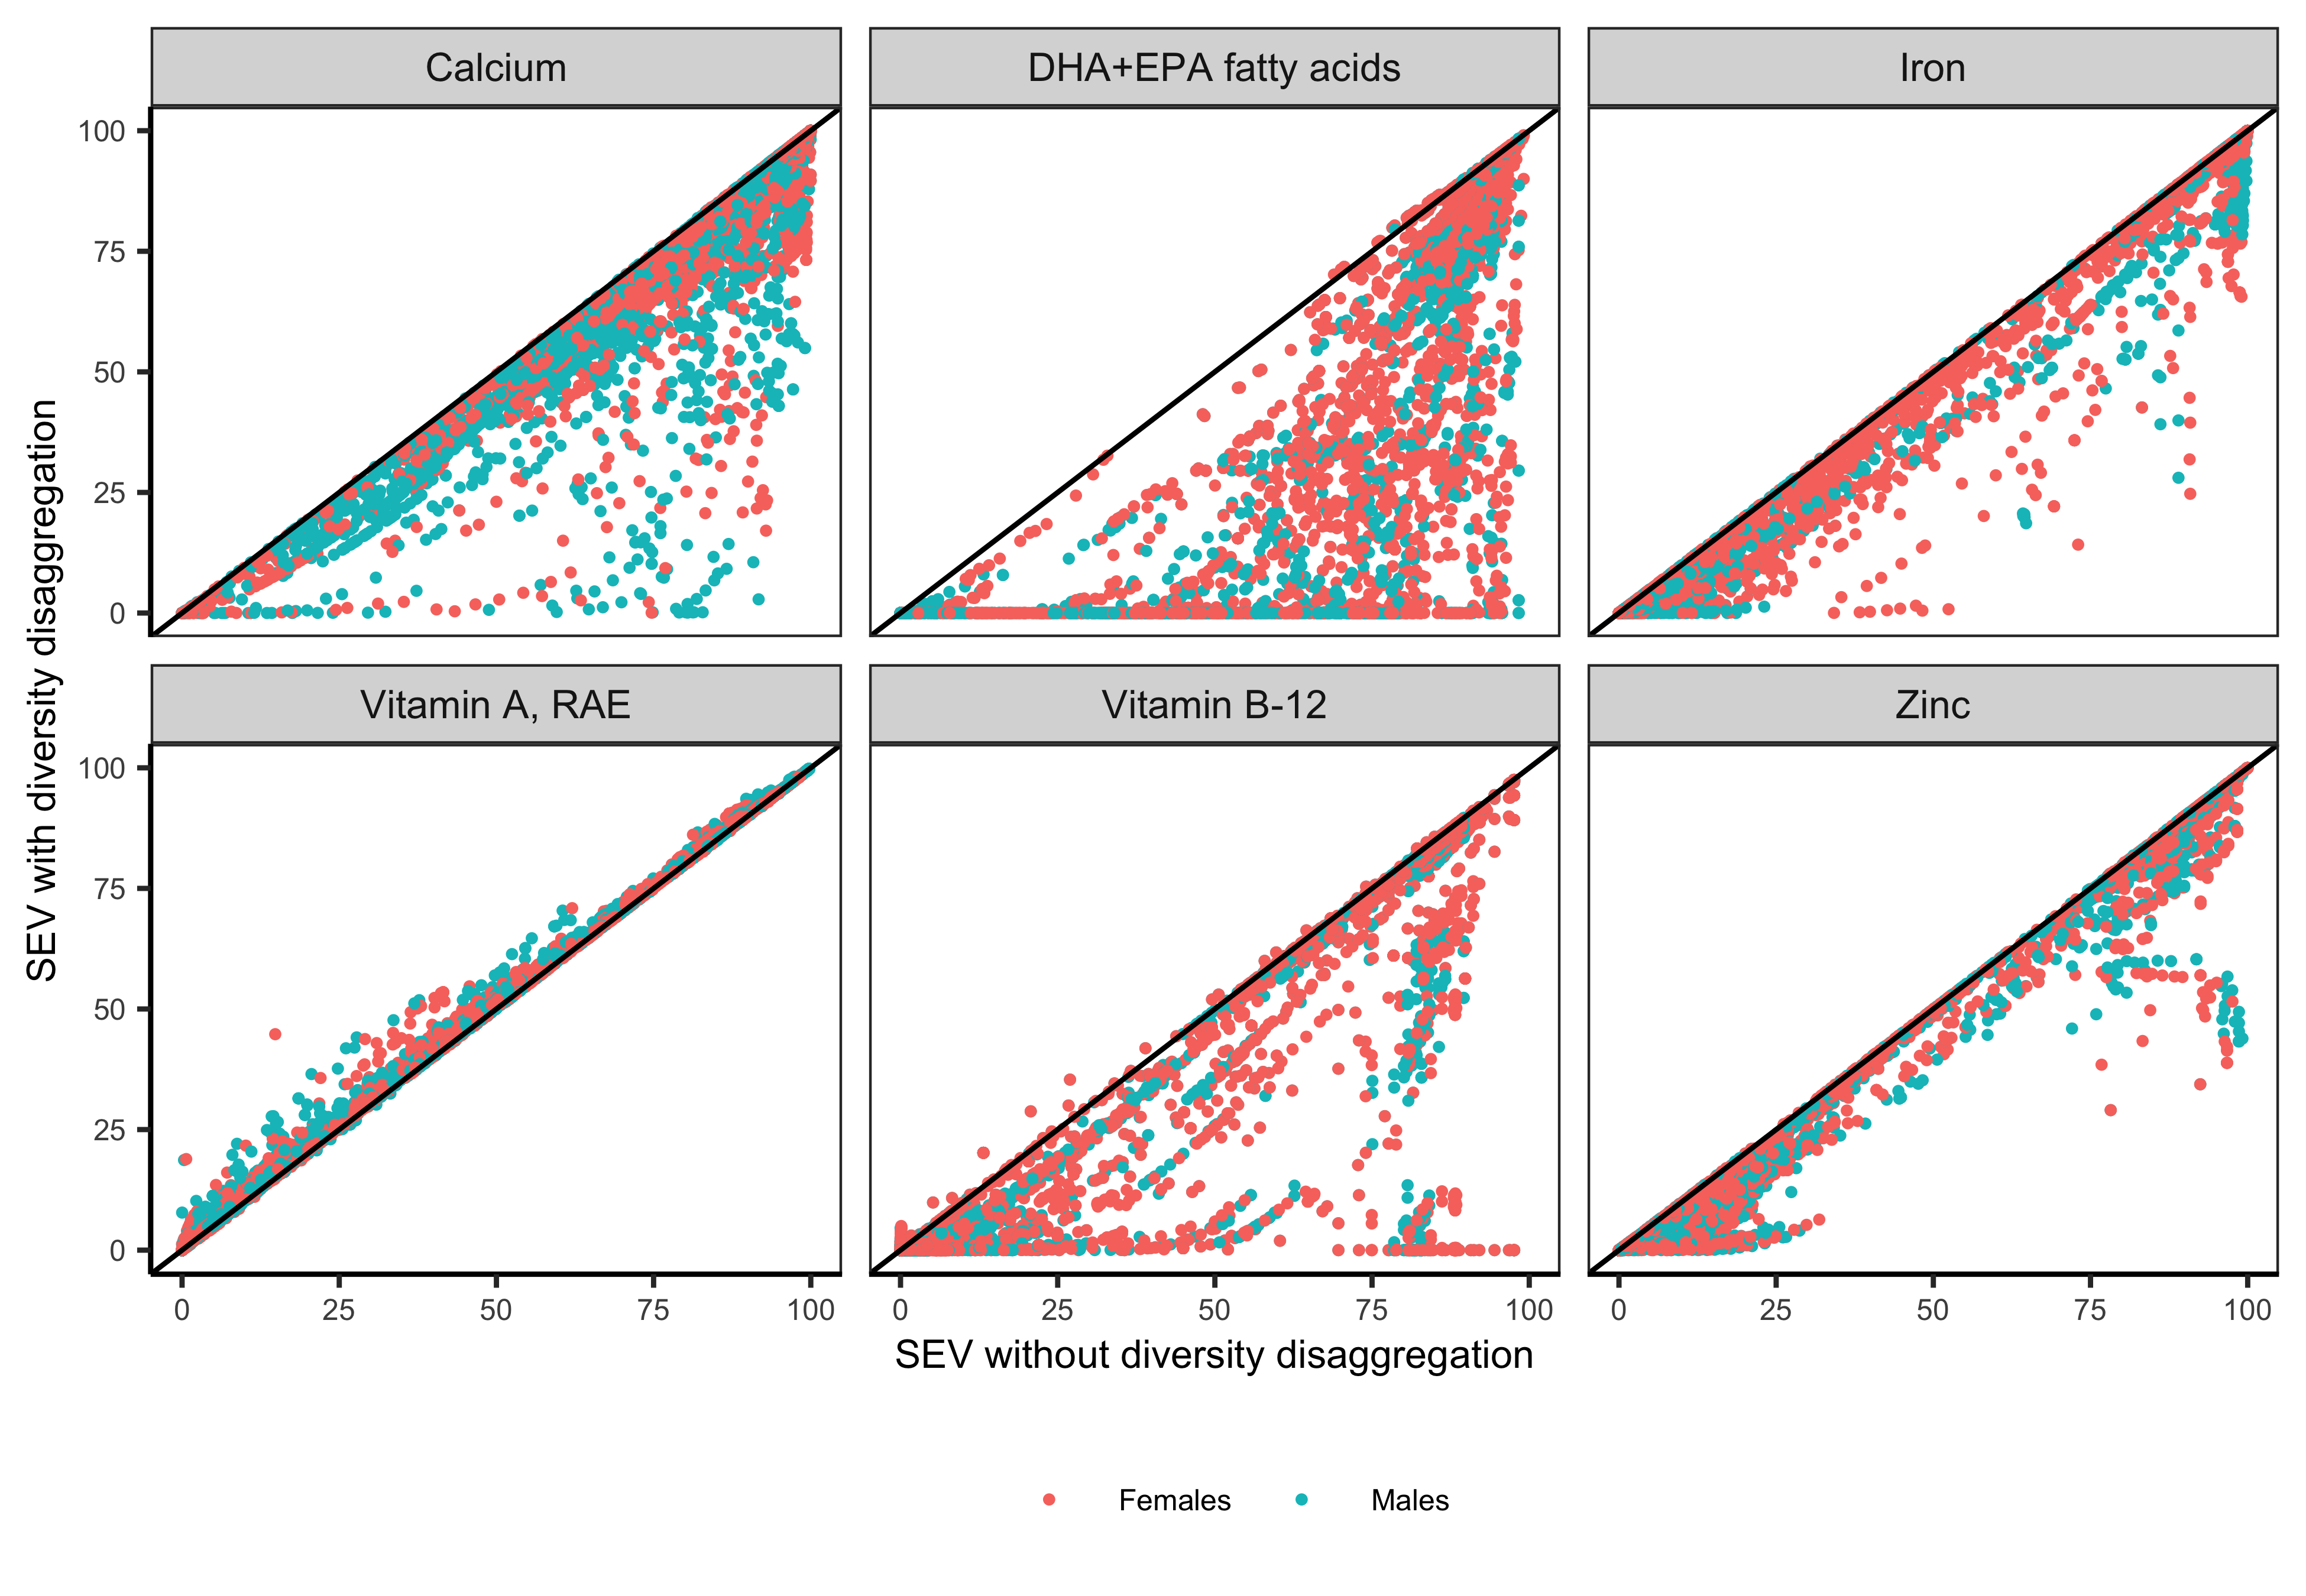 Calcium
DHA+EPA fatty acids
Iron
100
75
50
25
0
Vitamin A, RAE
Vitamin B-12
Zinc
100
75
50
25
0
SEV with diversity disaggregation
0 25 50 75 100
0 25 50 75 100
0 25 50 75 100
SEV without diversity disaggregation
Females
Males